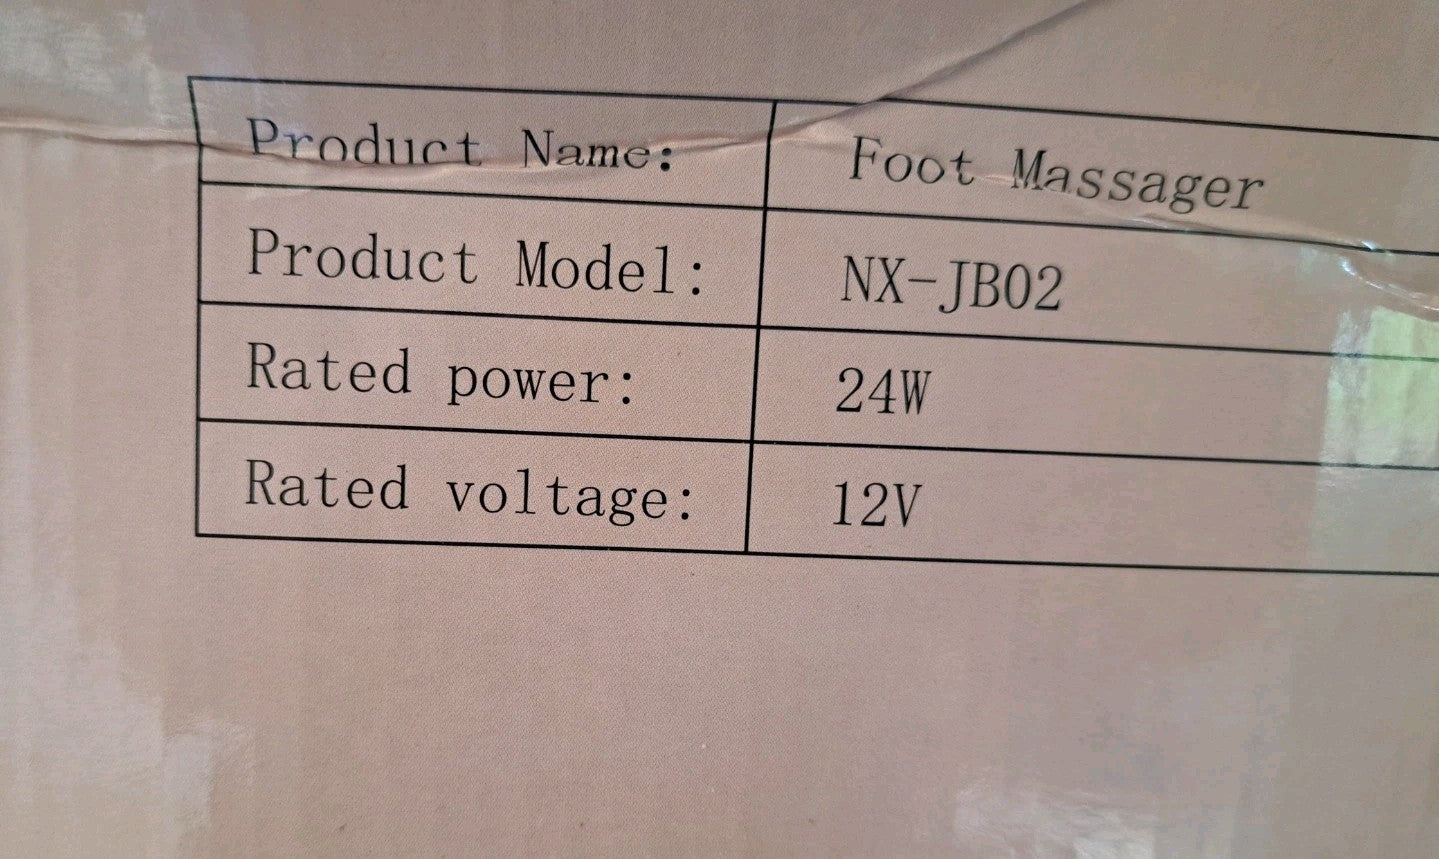 Product Name: Foot Massager
Product Model: NX-JB02
Rated power: 24W
Rated voltage: 12V